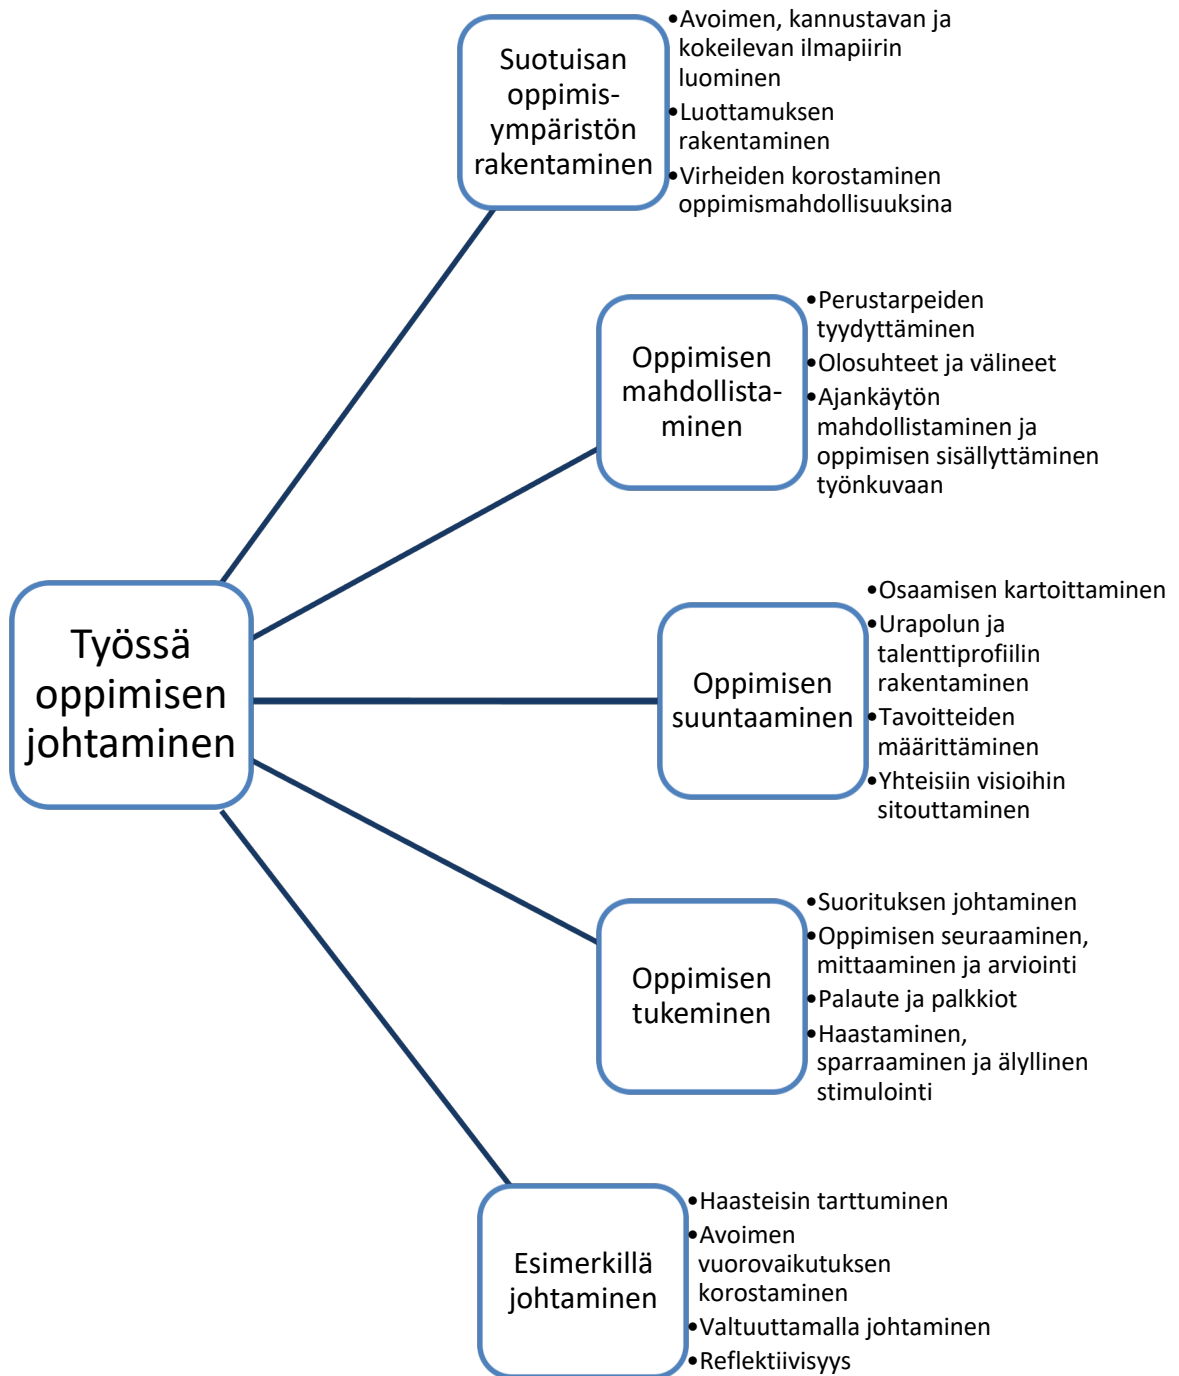 Suotuisan
oppimis-
ympäristön
rakentaminen
•Avoimen, kannustavan ja
kokeilevan ilmapiirin
luominen
•Luottamuksen
rakentaminen
•Virheiden korostaminen
oppimismahdollisuuksina
Oppimisen
mahdollista-
minen
•Perustarpeiden
tyydyttäminen
•Olosuhteet ja välineet
•Ajankäytön
mahdollistaminen ja
oppimisen sisällyttäminen
työnkuvaan
Työssä
oppimisen
johtaminen
Oppimisen
suuntaaminen
•Osaamisen kartoittaminen
•Urapolun ja
talenttiprofiilin
rakentaminen
•Tavoitteiden
määrittäminen
•Yhteisiin visioihin
sitouttaminen
Oppimisen
tukeminen
•Suorituksen johtaminen
•Oppimisen seuraaminen,
mittaaminen ja arviointi
•Palaute ja palkkiot
•Haastaminen,
sparraaminen ja älyllinen
stimulointi
Esimerkillä
johtaminen
•Haasteisin tarttuminen
•Avoimen
vuorovaikutuksen
korostaminen
•Valtuuttamalla johtaminen
•Reflektiivisyys